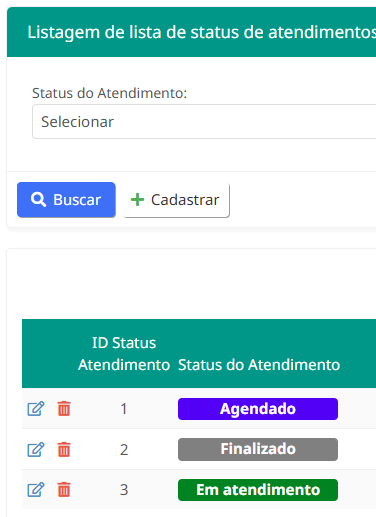 Listagem de lista de status de atendimentos
Status do Atendimento:
Selecionar
Buscar
Cadastrar
ID Status
Atendimento Status do Atendimento
1 Agendado
2 Finalizado
3 Em atendimento